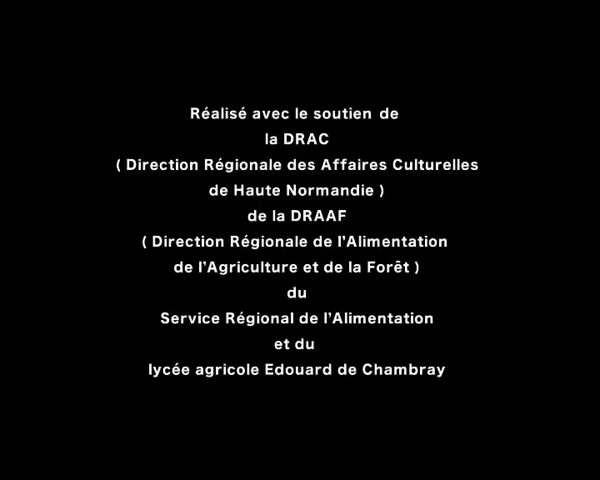 Réalisé avec le soutien de
la DRAC
( Direction Régionale des Affaires Culturelles
de Haute Normandie )
de la DRAAF
( Direction Régionale de l'Alimentation
de l'Agriculture et de la Forêt )
du
Service Régional de l'Alimentation
et du
lycée agricole Edouard de Chambray